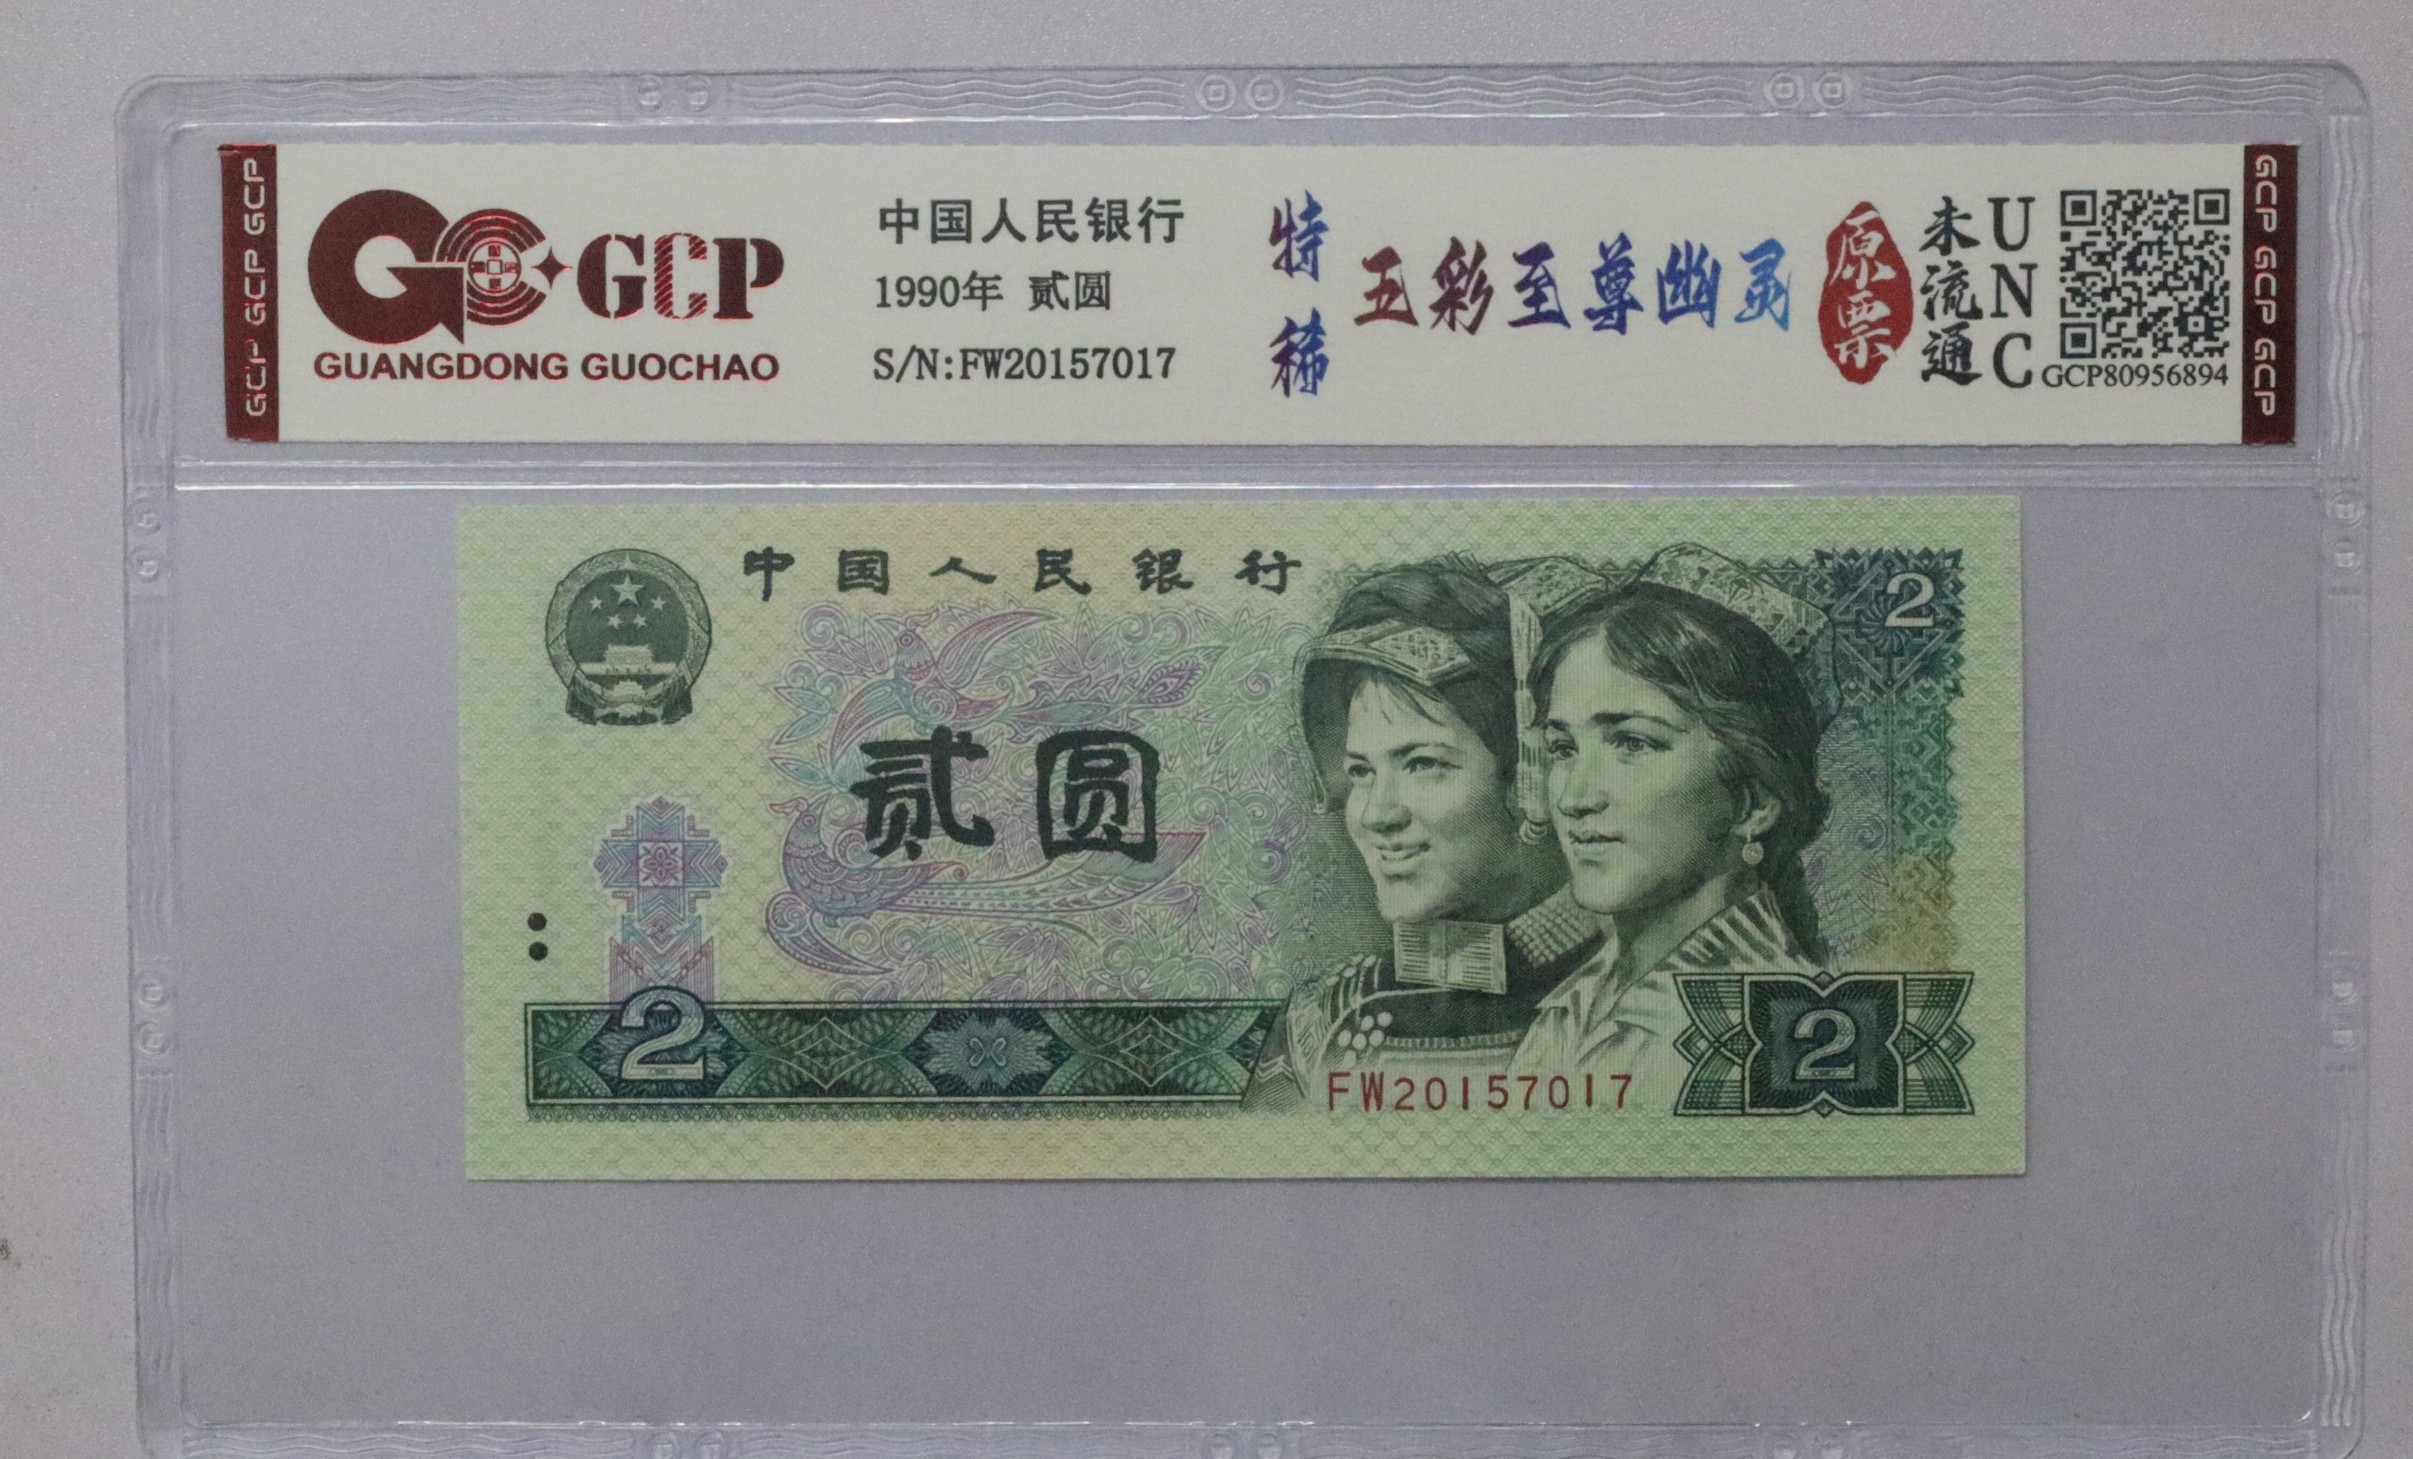 GCP GCP GCP
GCP
GUANGDONG GUOCHAO
中国人民银行
1990年 贰圆
S/N:FW20157017
特稀
五彩至尊幽灵
原票
未流通
UNC
GCP80956894
GCP GCP GCP
中国人民银行
2
贰圆
2
FW20157017
2